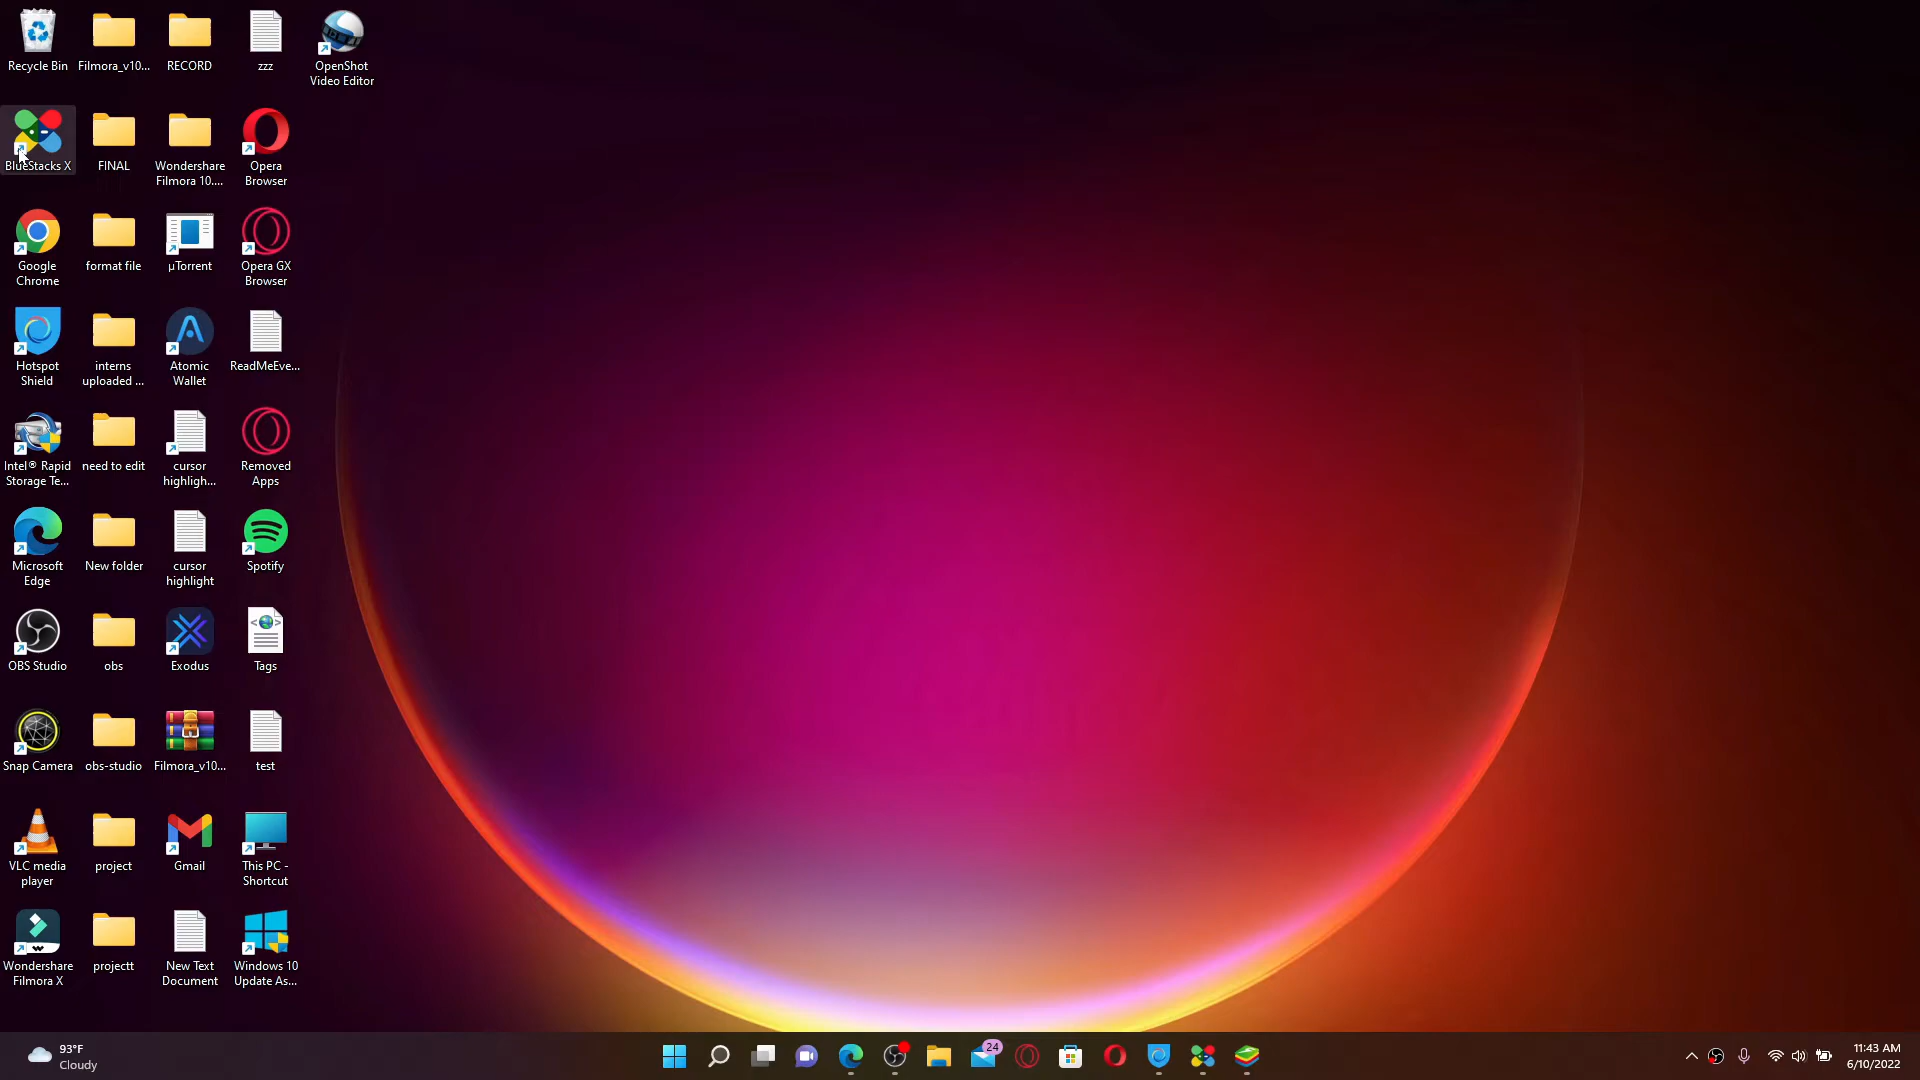 Recycle Bin
Filmora_v10...
RECORD
zzz
OpenShot
Video Editor
BlueStacks X
FINAL
Wondershare
Filmora 10....
Opera
Browser
Google
Chrome
format file
µTorrent
Opera GX
Browser
Hotspot
Shield
interns
uploaded ...
Atomic
Wallet
ReadMeEve...
Intel® Rapid
Storage Te...
need to edit
cursor
highligh...
Removed
Apps
Microsoft
Edge
New folder
cursor
highlight
Spotify
OBS Studio
obs
Exodus
Tags
Snap Camera
obs-studio
Filmora_v10...
test
VLC media
player
project
Gmail
This PC -
Shortcut
Wondershare
Filmora X
projectt
New Text
Document
Windows 10
Update As...
93°F
Cloudy
24
11:43 AM
6/10/2022